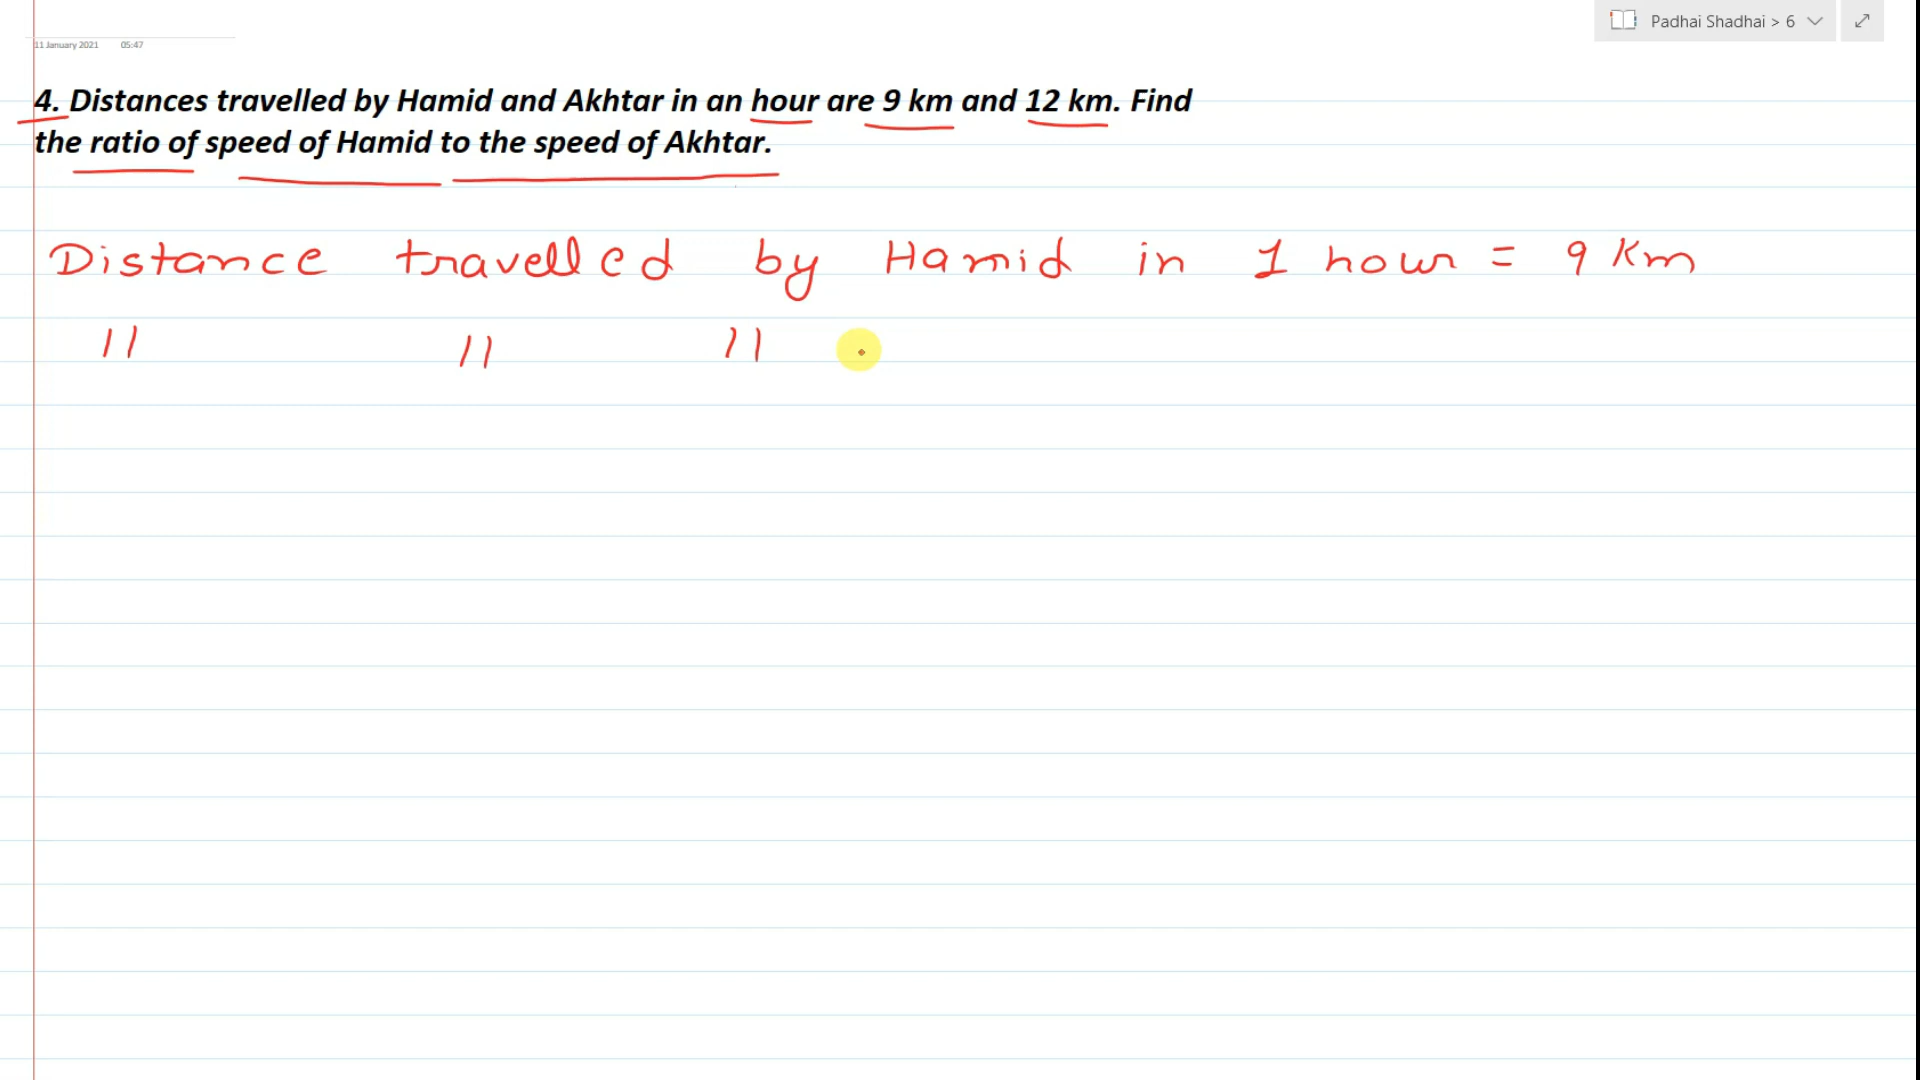 Padhai Shadhai > 6
11 January 2021 05:47
4. Distances travelled by Hamid and Akhtar in an hour are 9 km and 12 km. Find
the ratio of speed of Hamid to the speed of Akhtar.
Distance travelled by Hamid in 1 hour = 9 Km
" " "